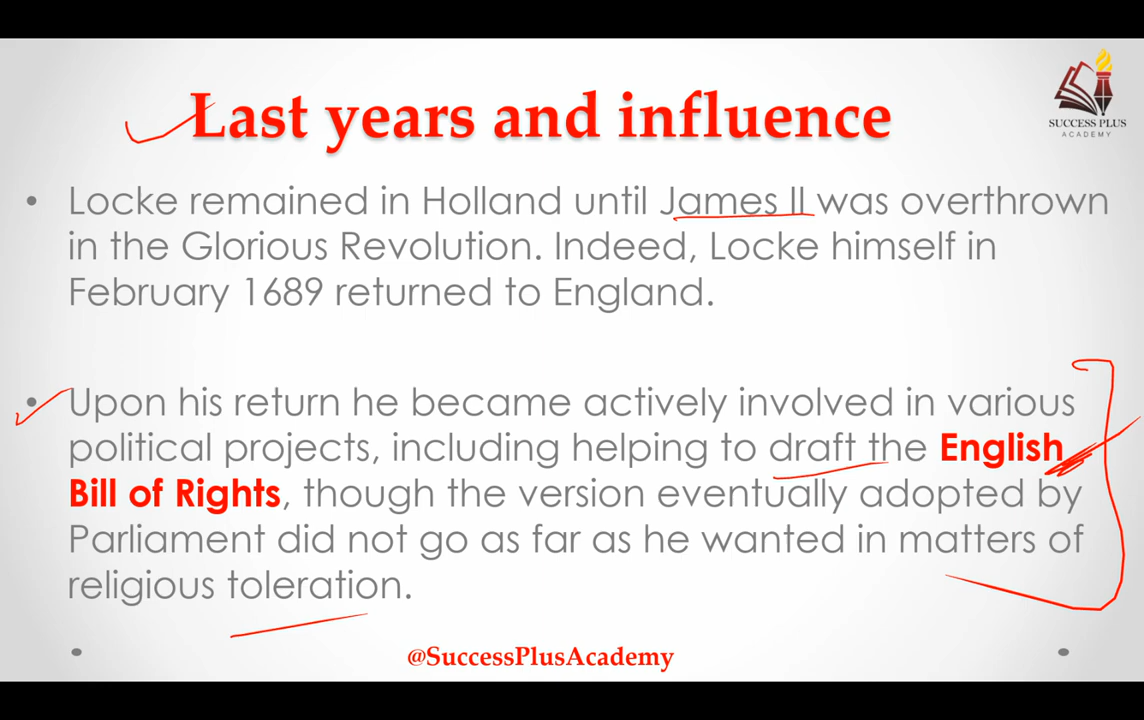 Last years and influence
SUCCESS PLUS
ACADEMY
• Locke remained in Holland until James II was overthrown
in the Glorious Revolution. Indeed, Locke himself in
February 1689 returned to England.
• Upon his return he became actively involved in various
political projects, including helping to draft the English
Bill of Rights, though the version eventually adopted by
Parliament did not go as far as he wanted in matters of
religious toleration.
@SuccessPlusAcademy